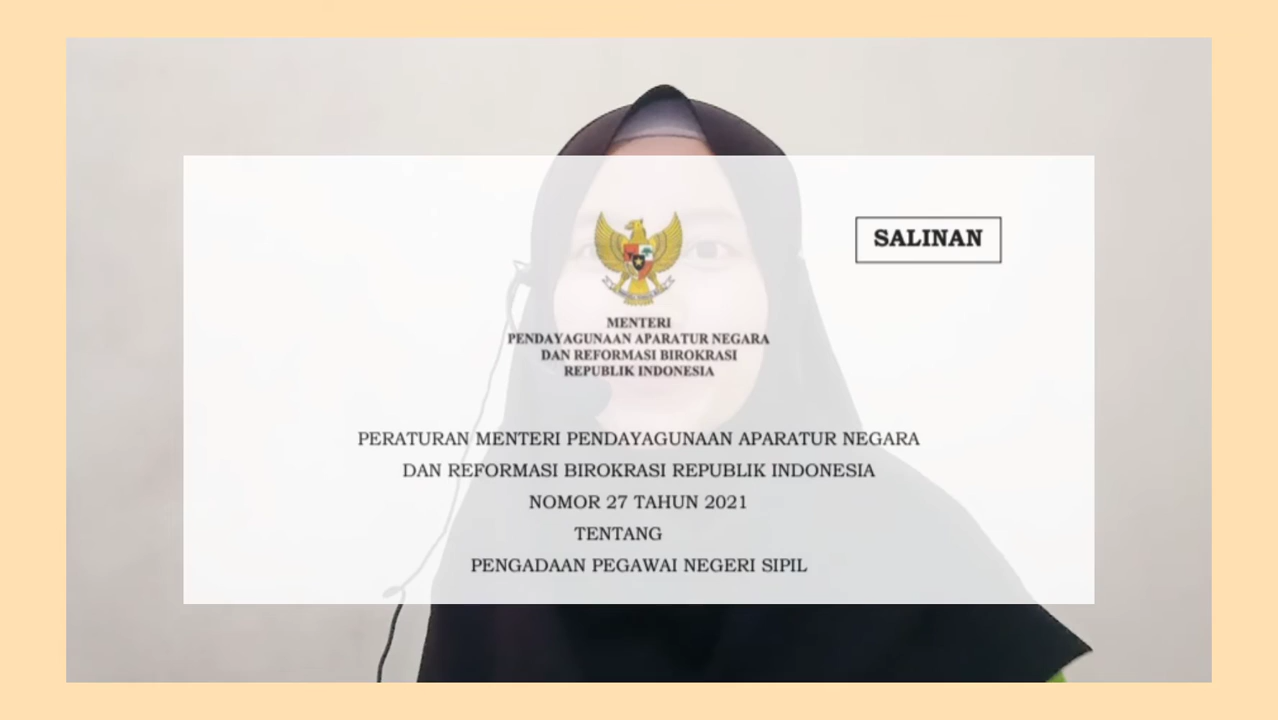 SALINAN
MENTERI
PENDAYAGUNAAN APARATUR NEGARA
DAN REFORMASI BIROKRASI
REPUBLIK INDONESIA
PERATURAN MENTERI PENDAYAGUNAAN APARATUR NEGARA
DAN REFORMASI BIROKRASI REPUBLIK INDONESIA
NOMOR 27 TAHUN 2021
TENTANG
PENGADAAN PEGAWAI NEGERI SIPIL